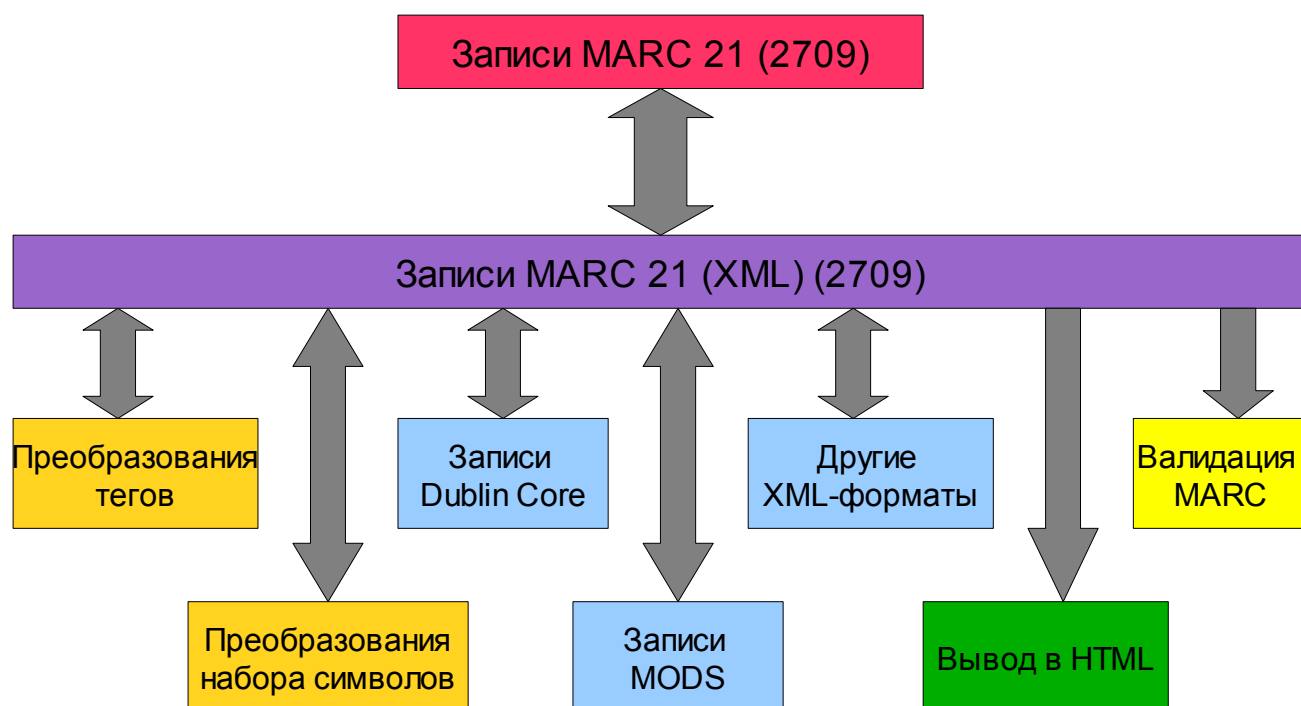 Записи MARC 21 (2709)
Записи MARC 21 (XML) (2709)
Преобразования
тегов
Записи
Dublin Core
Другие
XML-форматы
Валидация
MARC
Преобразования
набора символов
Записи
MODS
Вывод в HTML